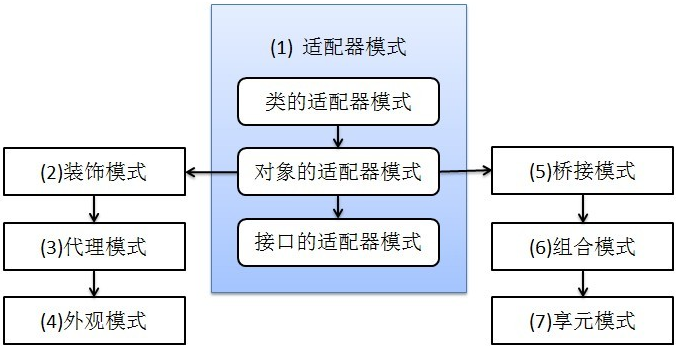 (1) 适配器模式
类的适配器模式
对象的适配器模式
接口的适配器模式
(2)装饰模式
(3)代理模式
(4)外观模式
(5)桥接模式
(6)组合模式
(7)享元模式